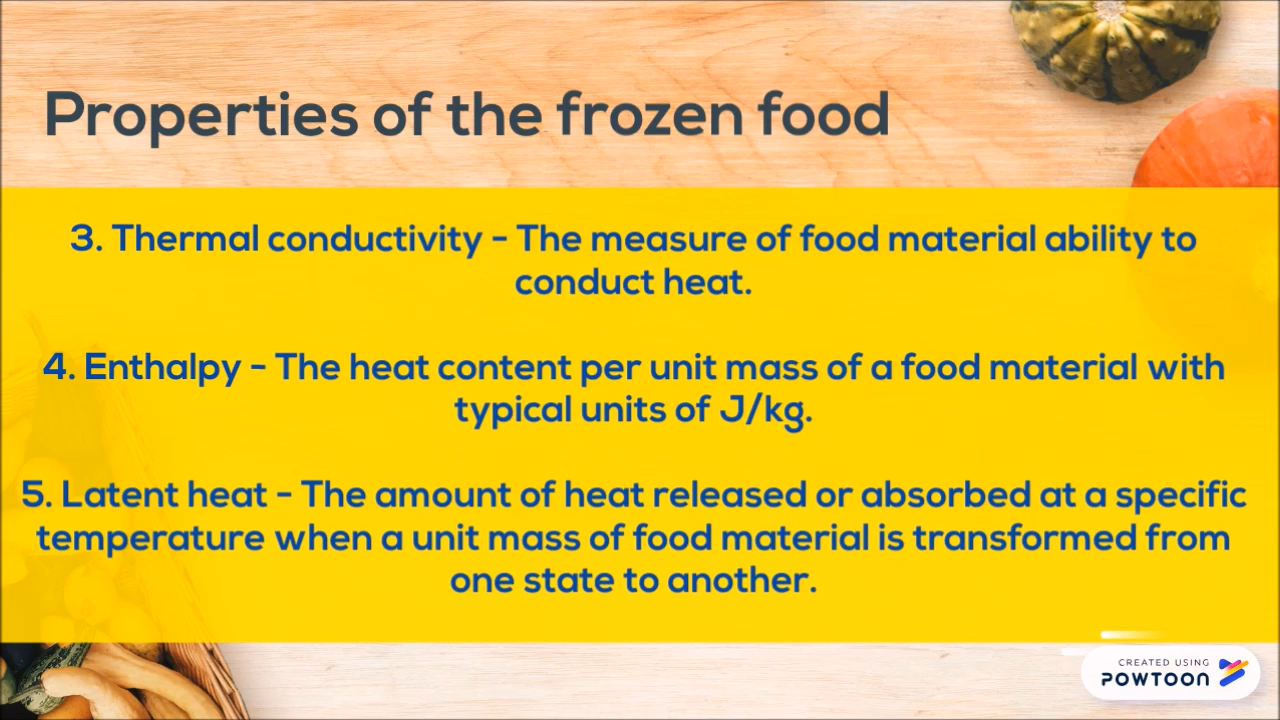 Properties of the frozen food
3. Thermal conductivity - The measure of food material ability to
conduct heat.
4. Enthalpy - The heat content per unit mass of a food material with
typical units of J/kg.
5. Latent heat - The amount of heat released or absorbed at a specific
temperature when a unit mass of food material is transformed from
one state to another.
CREATED USING
POWTOON